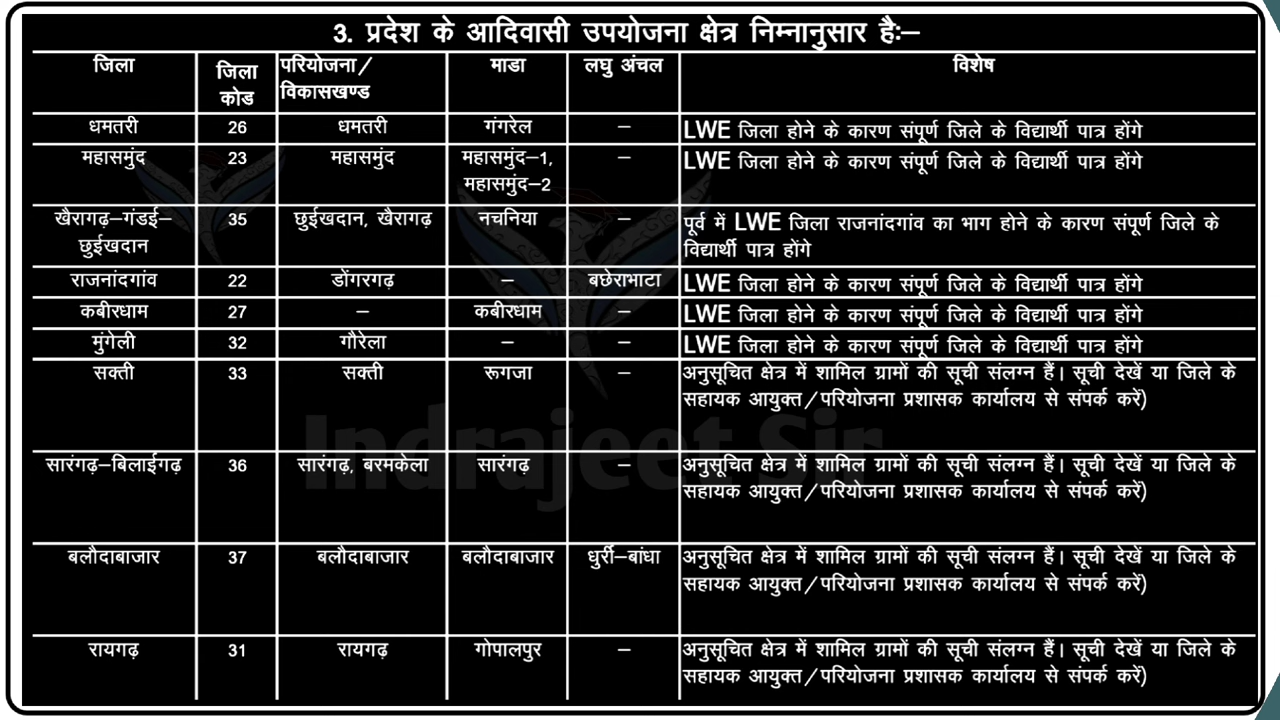 3. प्रदेश के आदिवासी उपयोजना क्षेत्र निम्नानुसार हैः–
जिला जिला कोड परियोजना/ विकासखण्ड माडा लघु अंचल विशेष
धमतरी 26 धमतरी गंगरेल – LWE जिला होने के कारण संपूर्ण जिले के विद्यार्थी पात्र होंगे
महासमुंद 23 महासमुंद महासमुंद–1, महासमुंद–2 – LWE जिला होने के कारण संपूर्ण जिले के विद्यार्थी पात्र होंगे
खैरागढ़–गंडई– छुईखदान 35 छुईखदान, खैरागढ़ नचनिया – पूर्व में LWE जिला राजनांदगांव का भाग होने के कारण संपूर्ण जिले के
विद्यार्थी पात्र होंगे
राजनांदगांव 22 डोंगरगढ़ – बछेराभाटा LWE जिला होने के कारण संपूर्ण जिले के विद्यार्थी पात्र होंगे
कबीरधाम 27 – कबीरधाम – LWE जिला होने के कारण संपूर्ण जिले के विद्यार्थी पात्र होंगे
मुंगेली 32 गौरेला – – LWE जिला होने के कारण संपूर्ण जिले के विद्यार्थी पात्र होंगे
सक्ती 33 सक्ती रूगजा – अनुसूचित क्षेत्र में शामिल ग्रामों की सूची संलग्न हैं। सूची देखें या जिले के
सहायक आयुक्त/परियोजना प्रशासक कार्यालय से संपर्क करें)
सारंगढ़–बिलाईगढ़ 36 सारंगढ़, बरमकेला सारंगढ़ – अनुसूचित क्षेत्र में शामिल ग्रामों की सूची संलग्न हैं। सूची देखें या जिले के
सहायक आयुक्त/परियोजना प्रशासक कार्यालय से संपर्क करें)
बलौदाबाजार 37 बलौदाबाजार बलौदाबाजार धुर्री–बांधा अनुसूचित क्षेत्र में शामिल ग्रामों की सूची संलग्न हैं। सूची देखें या जिले के
सहायक आयुक्त/परियोजना प्रशासक कार्यालय से संपर्क करें)
रायगढ़ 31 रायगढ़ गोपालपुर – अनुसूचित क्षेत्र में शामिल ग्रामों की सूची संलग्न हैं। सूची देखें या जिले के
सहायक आयुक्त/परियोजना प्रशासक कार्यालय से संपर्क करें)
Indrajeet Sir